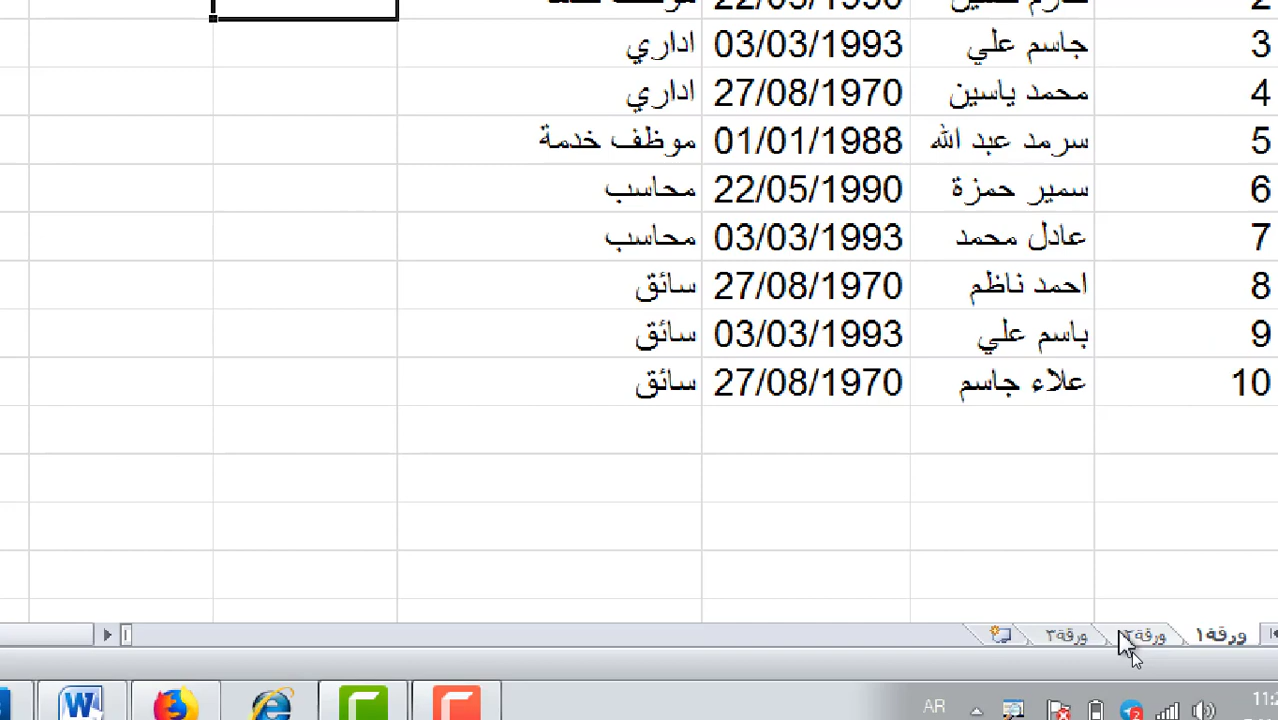 3 جاسم علي 03/03/1993 اداري
4 محمد ياسين 27/08/1970 اداري
5 سرمد عبد الله 01/01/1988 موظف خدمة
6 سمير حمزة 22/05/1990 محاسب
7 عادل محمد 03/03/1993 محاسب
8 احمد ناظم 27/08/1970 سائق
9 باسم علي 03/03/1993 سائق
10 علاء جاسم 27/08/1970 سائق
ورقة١ ورقة٢ ورقة٣
AR 2